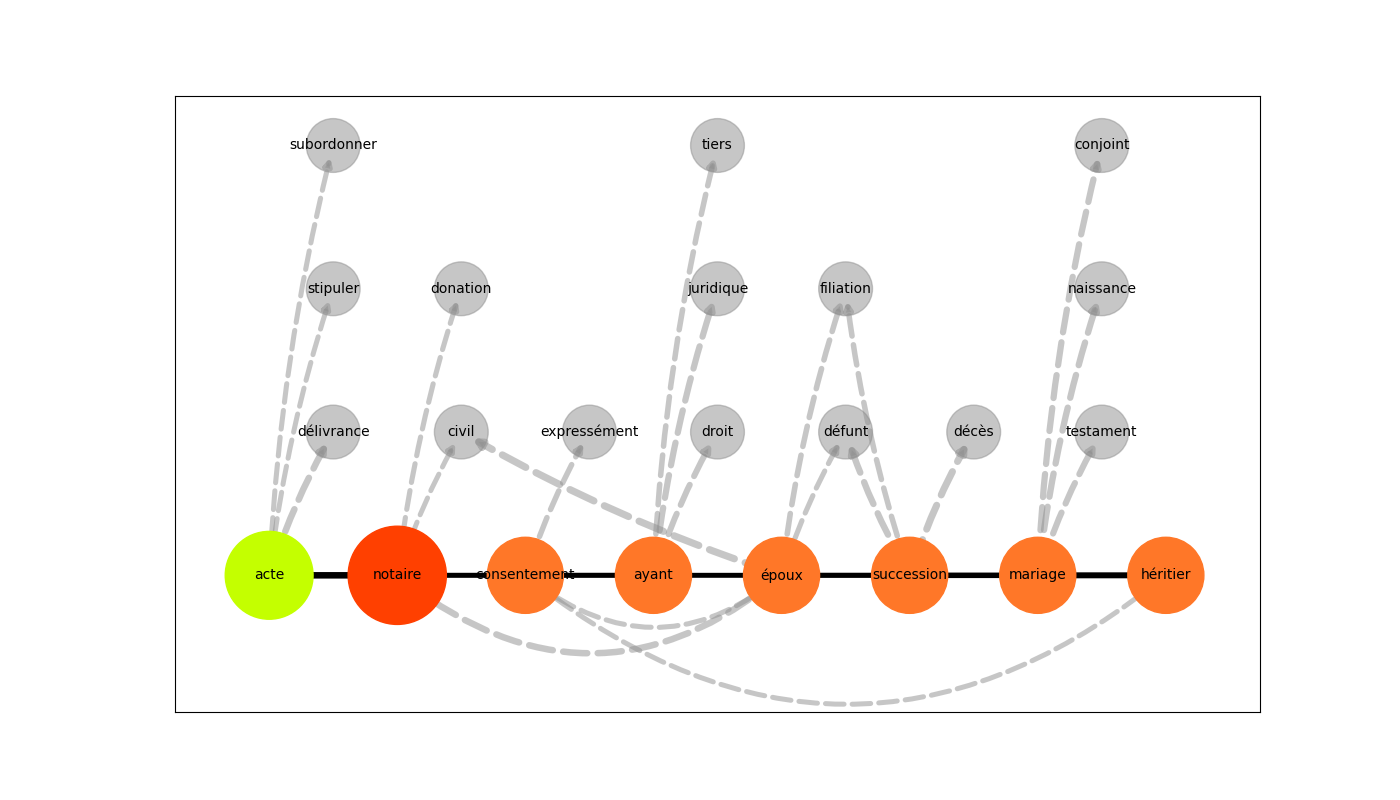 subordonner
tiers
conjoint
stipuler
donation
juridique
filiation
naissance
délivrance
civil
expressément
droit
défunt
décès
testament
acte
notaire
consentement
ayant
époux
succession
mariage
héritier